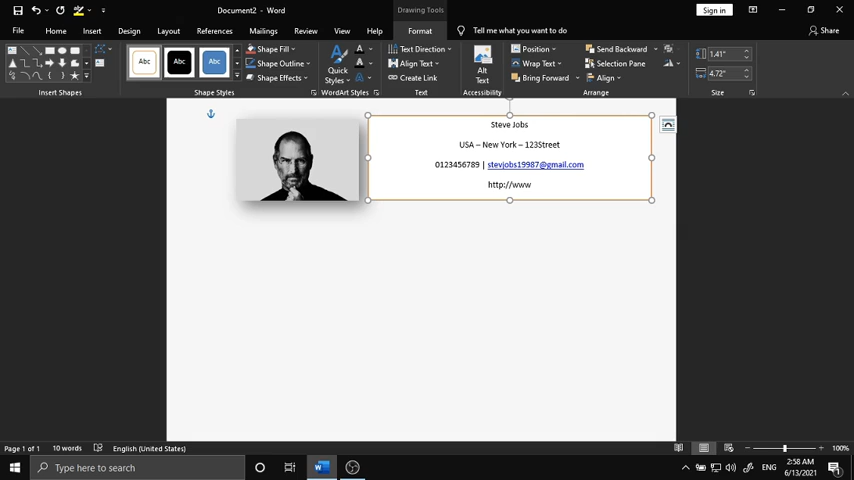 Document2 - Word
Drawing Tools
Sign in
File
Home
Insert
Design
Layout
References
Mailings
Review
View
Help
Format
Tell me what you want to do
Share
Abc
Abc
Abc
Shape Fill
Shape Outline
Shape Effects
Quick
Styles
A
A
A
Text Direction
Align Text
Create Link
Alt
Text
Position
Wrap Text
Bring Forward
Send Backward
Selection Pane
Align
1.41"
4.72"
Insert Shapes
Shape Styles
WordArt Styles
Text
Accessibility
Arrange
Size
Steve Jobs
USA – New York – 123Street
0123456789 | stevjobs19987@gmail.com
http://www
Page 1 of 1
10 words
English (United States)
100%
Type here to search
ENG
2:58 AM
6/13/2021